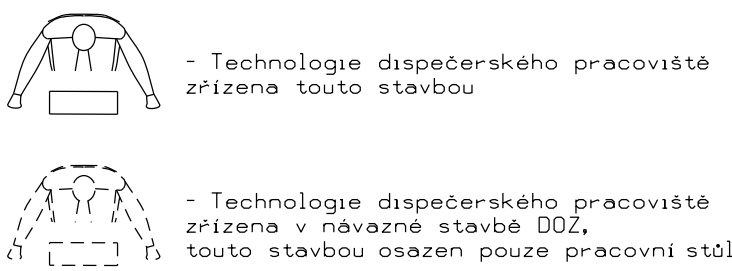 - Technologie dispečerského pracoviště
zřízena touto stavbou
- Technologie dispečerského pracoviště
zřízena v návazné stavbě DOZ,
touto stavbou osazen pouze pracovní stůl